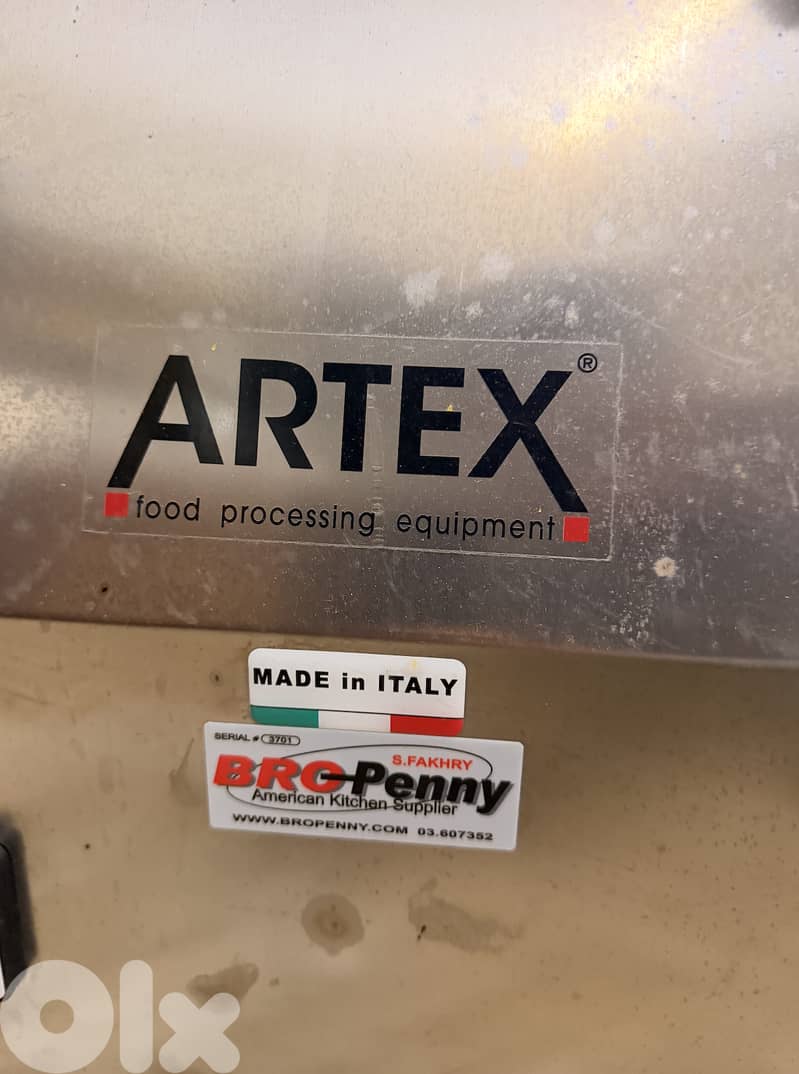 ARTEX®
food processing equipment
MADE in ITALY
SERIAL # 3701
S.FAKHRY
BRO-Penny
American Kitchen Supplier
WWW.BROPENNY.COM 03.607352
olx